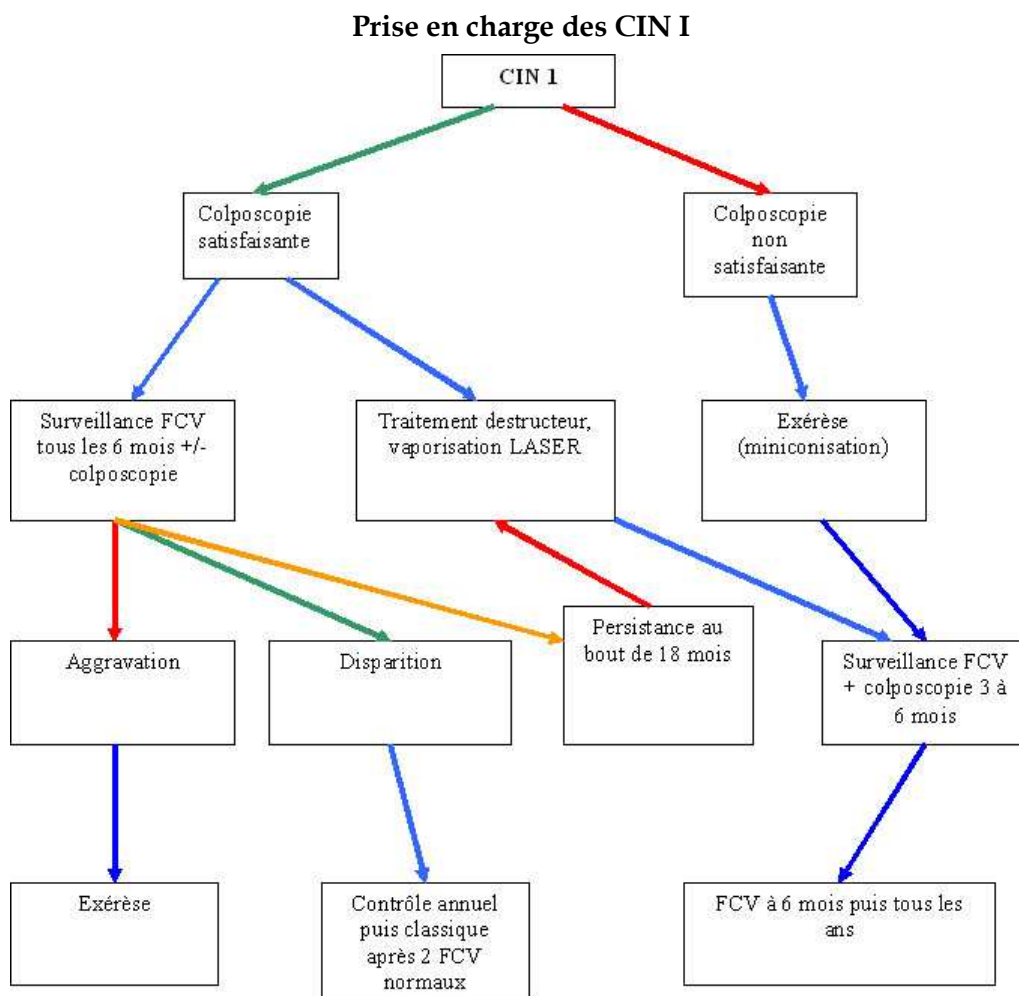 Prise en charge des CIN I
CIN 1
Colposcopie
satisfaisante
Colposcopie
non
satisfaisante
Surveillance FCV
tous les 6 mois +/-
colposcopie
Traitement destructeur,
vaporisation LASER
Exérèse
(miniconisation)
Aggravation
Disparition
Persistance au
bout de 18 mois
Surveillance FCV
+ colposcopie 3 à
6 mois
Exérèse
Contrôle annuel
puis classique
après 2 FCV
normaux
FCV à 6 mois puis tous les
ans